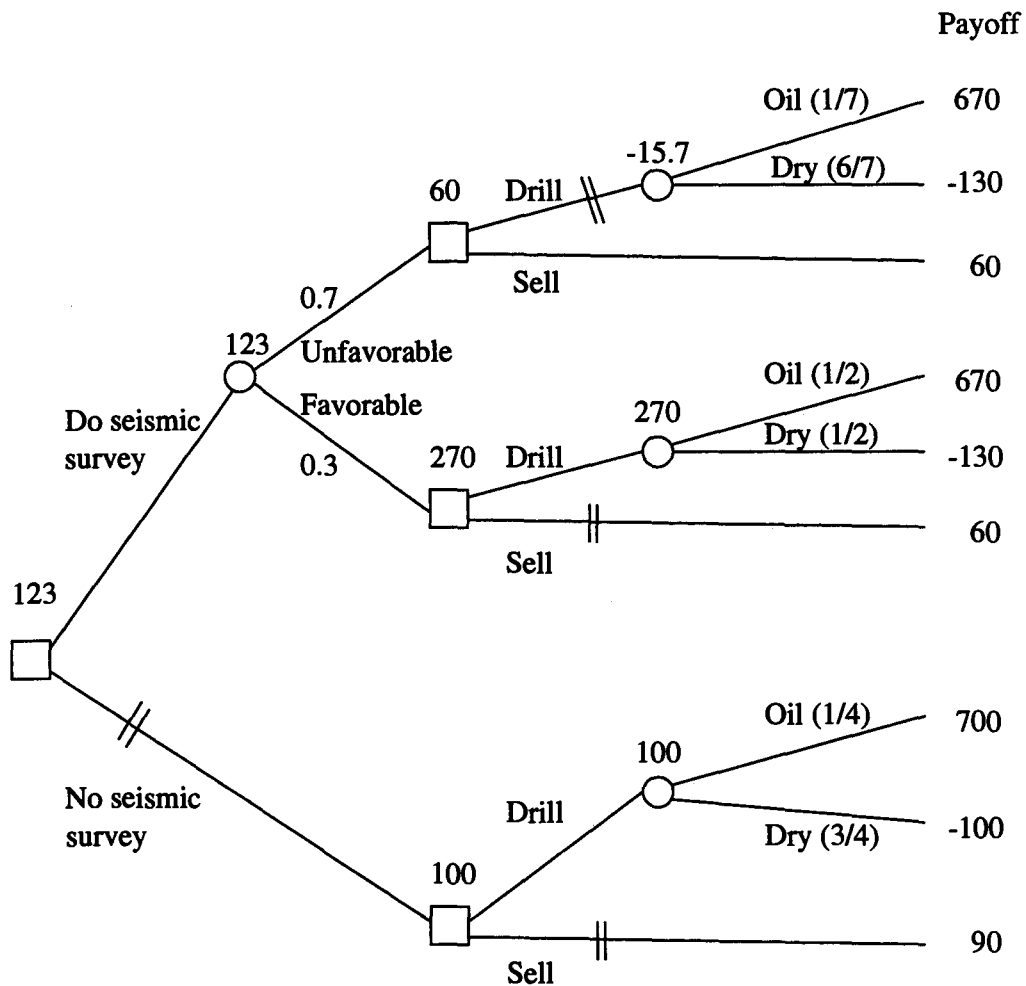 Payoff
Oil (1/7)
670
-15.7
Dry (6/7)
-130
60
Drill
Sell
60
0.7
123
Unfavorable
Favorable
0.3
Do seismic
survey
Oil (1/2)
670
270
Dry (1/2)
270
Drill
-130
60
Sell
123
No seismic
survey
Oil (1/4)
700
100
Drill
Dry (3/4)
-100
100
90
Sell